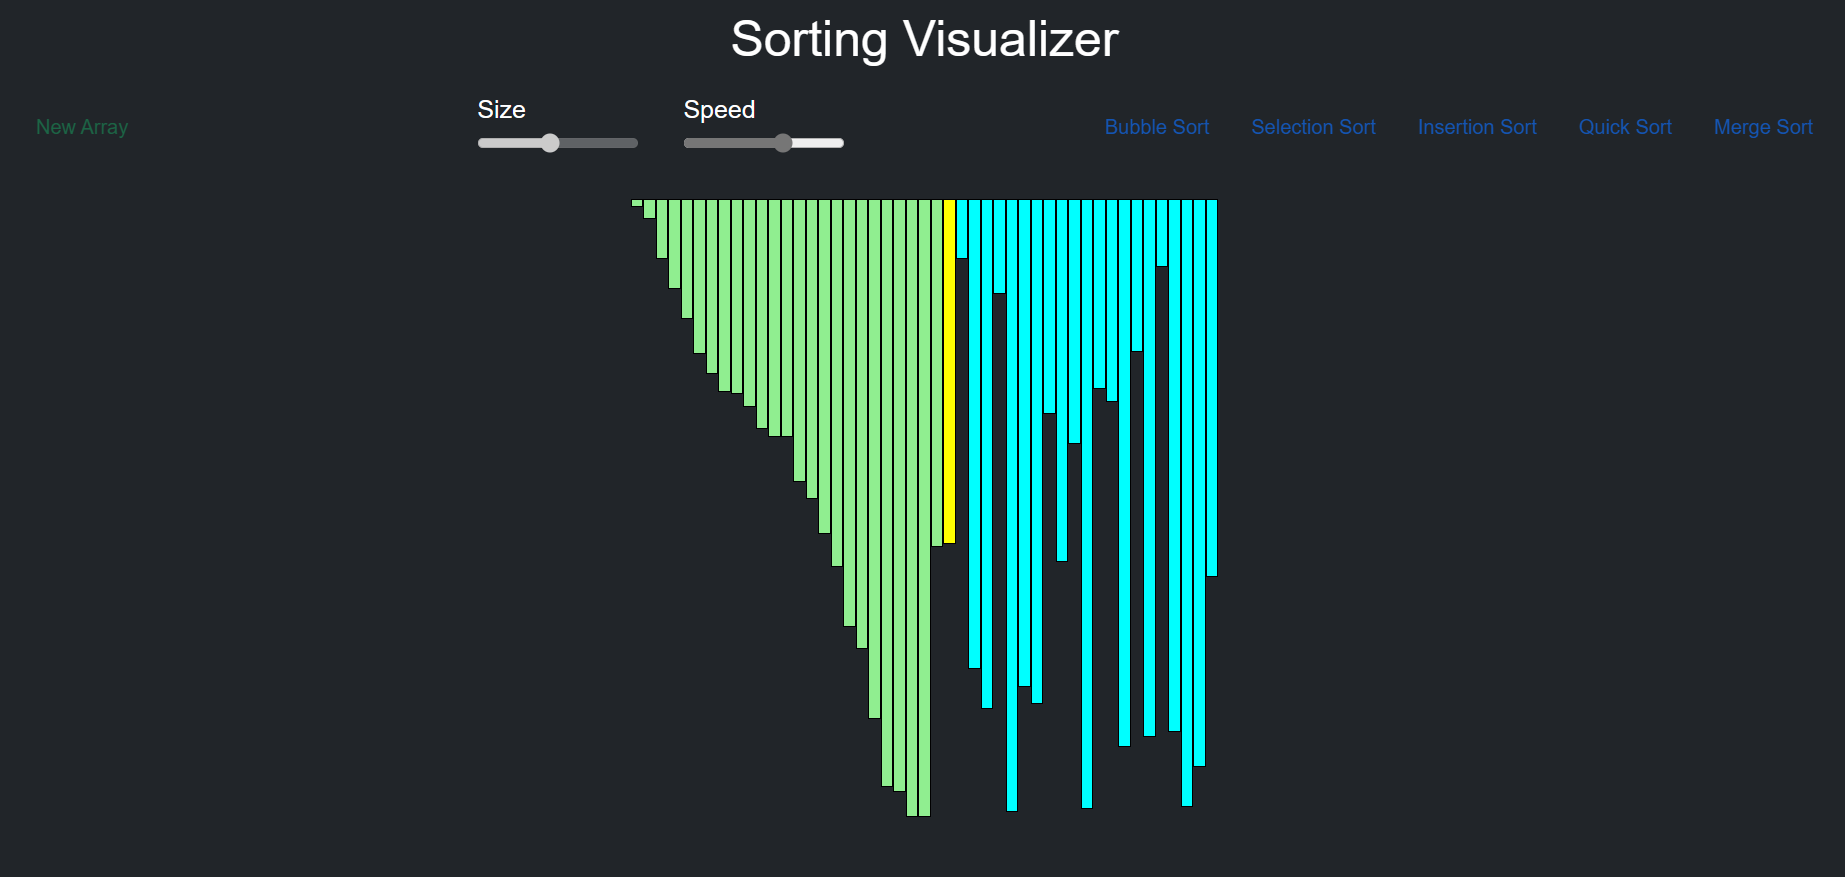 Sorting Visualizer
New Array
Size
Speed
Bubble Sort
Selection Sort
Insertion Sort
Quick Sort
Merge Sort